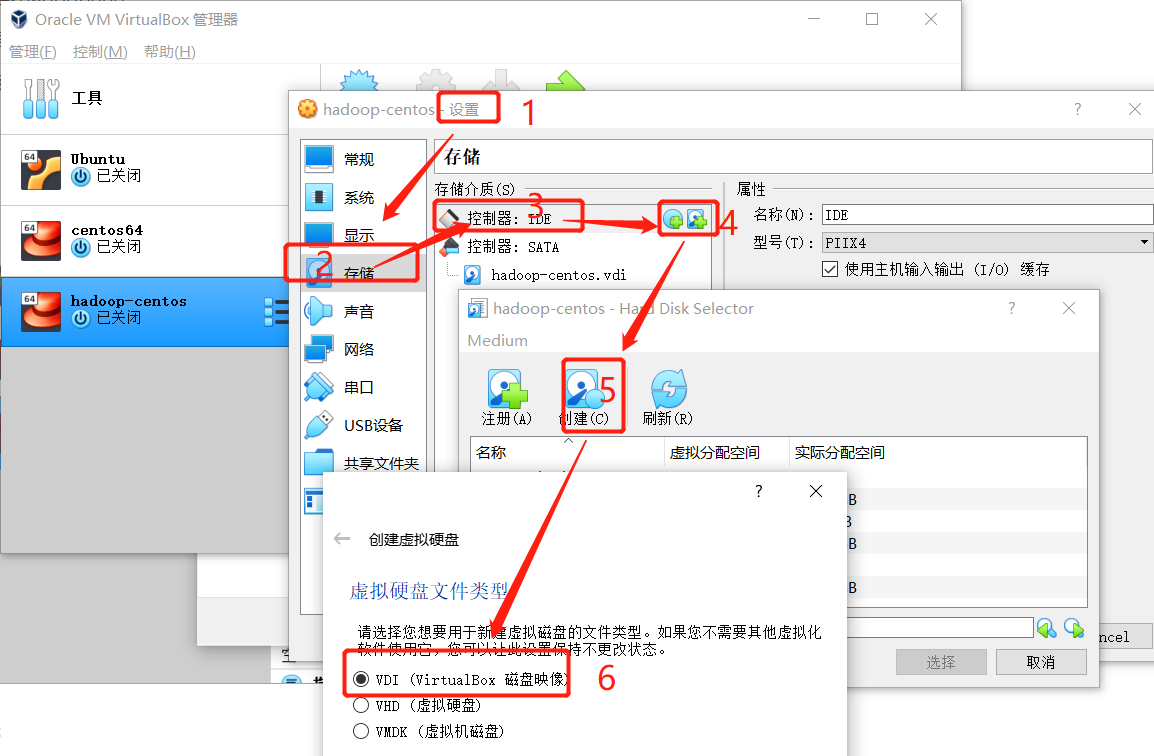 Oracle VM VirtualBox 管理器
管理(F) 控制(M) 帮助(H)
工具
Ubuntu
已关闭
centos64
已关闭
hadoop-centos
已关闭
hadoop-centos - 设置
1
?
常规
系统
显示
存储
2
声音
网络
串口
USB设备
共享文件夹
存储
存储介质(S)
控制器: IDE
3
4
控制器: SATA
hadoop-centos.vdi
属性
名称(N): IDE
型号(T): PIIX4
使用主机输入输出 (I/O) 缓存
hadoop-centos - Hard Disk Selector
?
Medium
注册(A)
创建(C)
5
刷新(R)
名称 虚拟分配空间 实际分配空间
B
B
B
B
选择 取消
?
创建虚拟硬盘
虚拟硬盘文件类型
请选择您想要用于新建虚拟磁盘的文件类型。如果您不需要其他虚拟化
软件使用它，您可以让此设置保持不更改状态。
VDI (VirtualBox 磁盘映像)
6
VHD (虚拟硬盘)
VMDK (虚拟机磁盘)